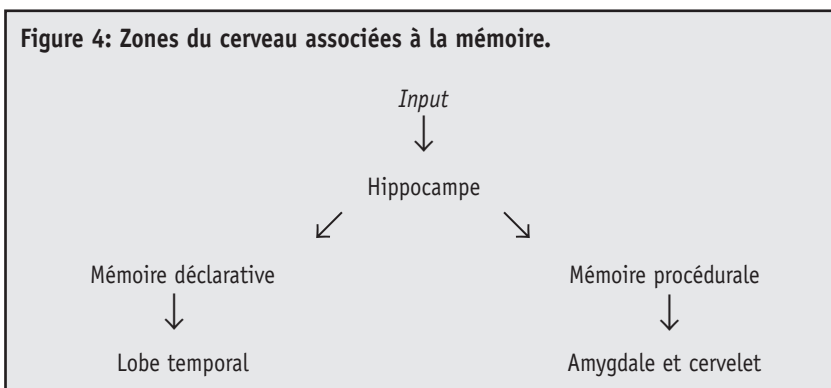 Figure 4: Zones du cerveau associées à la mémoire.
Input
Hippocampe
Mémoire déclarative
Mémoire procédurale
Lobe temporal
Amygdale et cervelet